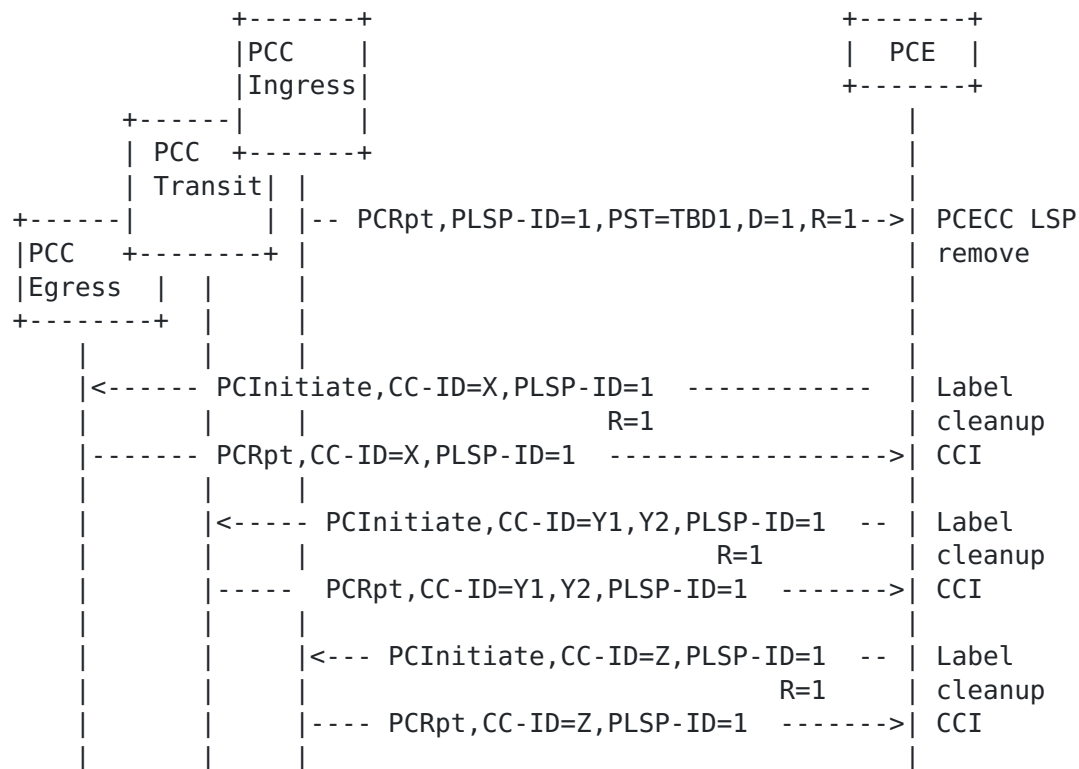 +-------+                              +-------+
|PCC    |                              |  PCE  |
|Ingress|                              +-------+
+------|       |                                  |
| PCC  +-------+                                  |
| Transit| |                                      |
+------|        | |-- PCRpt,PLSP-ID=1,PST=TBD1,D=1,R=1-->| PCECC LSP
|PCC   +--------+ |                                      | remove
|Egress  |  |     |                                      |
+--------+  |     |                                      |
|       |     |                                      |
|<------ PCInitiate,CC-ID=X,PLSP-ID=1  ------------  | Label
|       |     |                   R=1                | cleanup
|------- PCRpt,CC-ID=X,PLSP-ID=1  ------------------>| CCI
|       |     |                                      |
|       |<----- PCInitiate,CC-ID=Y1,Y2,PLSP-ID=1  -- | Label
|       |     |                          R=1         | cleanup
|       |-----  PCRpt,CC-ID=Y1,Y2,PLSP-ID=1  ------->| CCI
|       |     |                                      |
|       |     |<--- PCInitiate,CC-ID=Z,PLSP-ID=1  -- | Label
|       |     |                              R=1     | cleanup
|       |     |---- PCRpt,CC-ID=Z,PLSP-ID=1  ------->| CCI
|       |     |                                      |